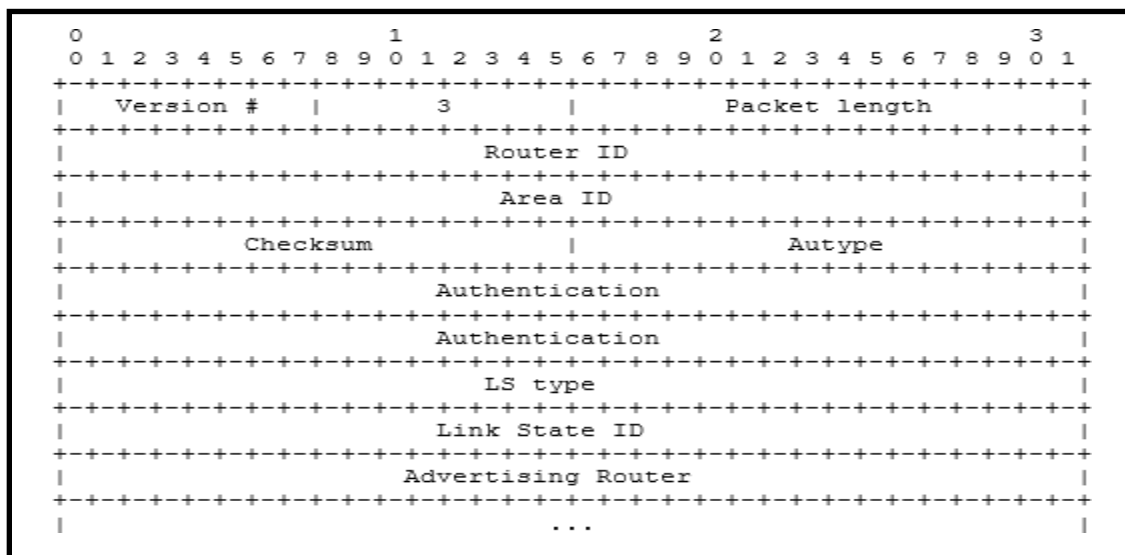 0 1 2 3
0 1 2 3 4 5 6 7 8 9 0 1 2 3 4 5 6 7 8 9 0 1 2 3 4 5 6 7 8 9 0 1
+-+-+-+-+-+-+-+-+-+-+-+-+-+-+-+-+-+-+-+-+-+-+-+-+-+-+-+-+-+-+-+-+
| Version # | 3 | Packet length |
+-+-+-+-+-+-+-+-+-+-+-+-+-+-+-+-+-+-+-+-+-+-+-+-+-+-+-+-+-+-+-+-+
| Router ID |
+-+-+-+-+-+-+-+-+-+-+-+-+-+-+-+-+-+-+-+-+-+-+-+-+-+-+-+-+-+-+-+-+
| Area ID |
+-+-+-+-+-+-+-+-+-+-+-+-+-+-+-+-+-+-+-+-+-+-+-+-+-+-+-+-+-+-+-+-+
| Checksum | Autype |
+-+-+-+-+-+-+-+-+-+-+-+-+-+-+-+-+-+-+-+-+-+-+-+-+-+-+-+-+-+-+-+-+
| Authentication |
+-+-+-+-+-+-+-+-+-+-+-+-+-+-+-+-+-+-+-+-+-+-+-+-+-+-+-+-+-+-+-+-+
| Authentication |
+-+-+-+-+-+-+-+-+-+-+-+-+-+-+-+-+-+-+-+-+-+-+-+-+-+-+-+-+-+-+-+-+
| LS type |
+-+-+-+-+-+-+-+-+-+-+-+-+-+-+-+-+-+-+-+-+-+-+-+-+-+-+-+-+-+-+-+-+
| Link State ID |
+-+-+-+-+-+-+-+-+-+-+-+-+-+-+-+-+-+-+-+-+-+-+-+-+-+-+-+-+-+-+-+-+
| Advertising Router |
+-+-+-+-+-+-+-+-+-+-+-+-+-+-+-+-+-+-+-+-+-+-+-+-+-+-+-+-+-+-+-+-+
| ... |